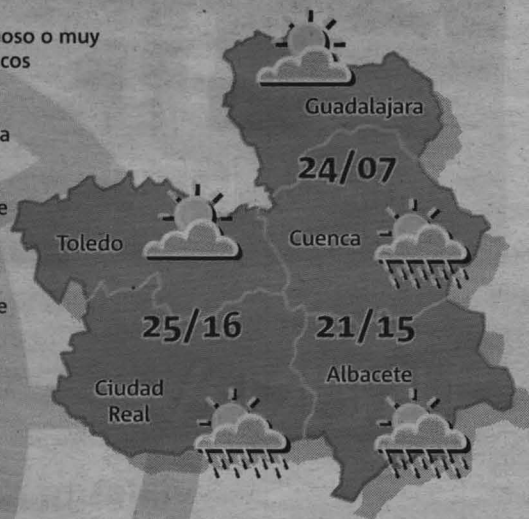 oso o muy
cos
a
e
e
Guadalajara
24/07
Toledo
Cuenca
25/16
21/15
Albacete
Ciudad
Real